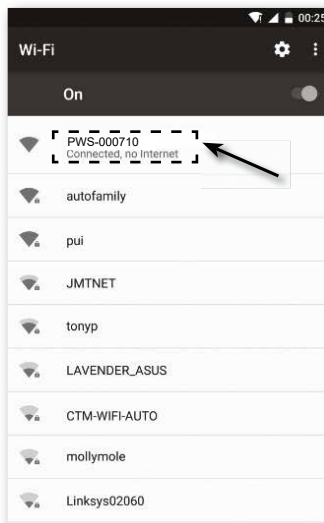 00:25
Wi-Fi
On
PWS-000710
Connected, no Internet
autofamily
pui
JMTNET
tonyp
LAVENDER_ASUS
CTM-WIFI-AUTO
mollymole
Linksys02060